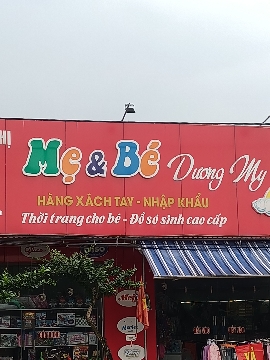 Mẹ & Bé Dương My
HÀNG XÁCH TAY - NHẬP KHẨU
Thời trang cho bé - Đồ sơ sinh cao cấp